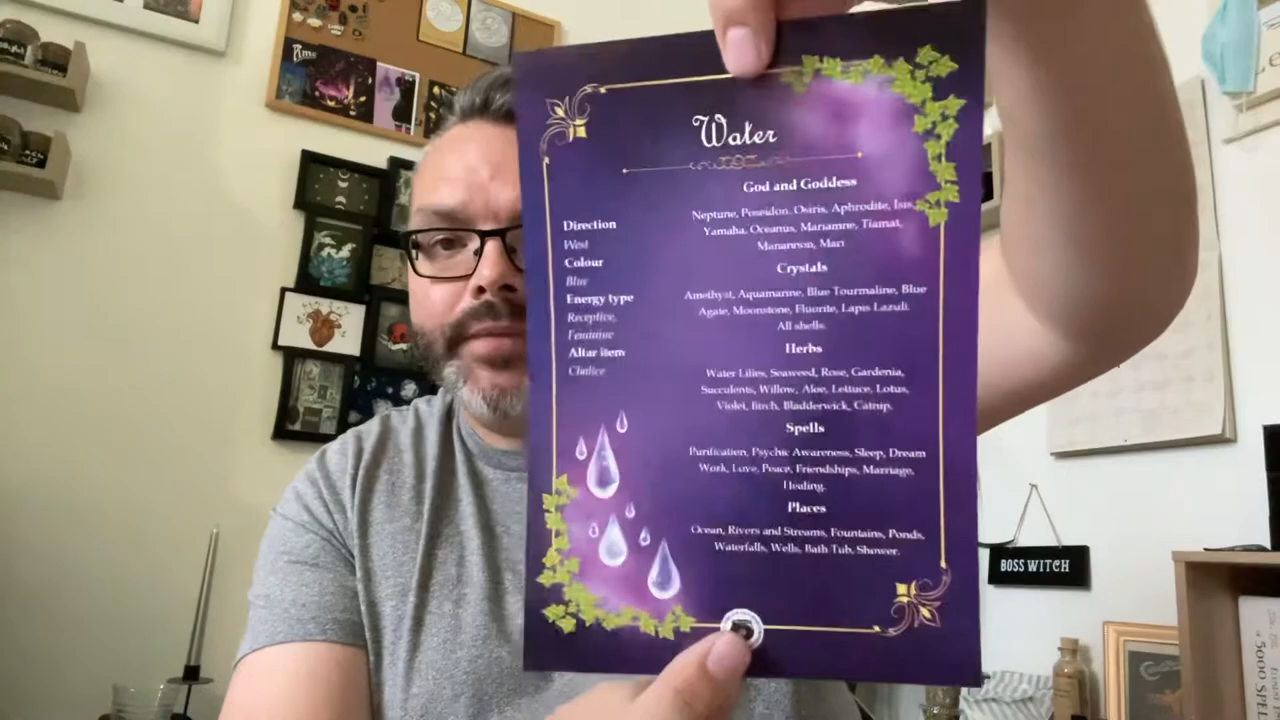 Water
God and Goddess
Neptune, Poseidon. Osiris, Aphrodite, Isis,
Yamaha, Oceanus, Mariamne, Tiamat,
Manannon, Mari
Crystals
Amethyst, Aquamarine, Blue Tourmaline, Blue
Agate, Moonstone, Fluorite, Lapis Lazuli.
All shells.
Herbs
Water Lilies, Seaweed, Rose, Gardenia,
Succulents, Willow, Aloe, Lettuce, Lotus,
Violet, Birch, Bladderwick, Catnip.
Spells
Purification, Psychic Awareness, Sleep, Dream
Work, Love, Peace, Friendships, Marriage,
Healing.
Places
Ocean, Rivers and Streams, Fountains, Ponds,
Waterfalls, Wells, Bath Tub, Shower.
Direction
West
Colour
Blue
Energy type
Receptive,
Feminine
Altar item
Chalice
BOSS WITCH
5000 SPEL